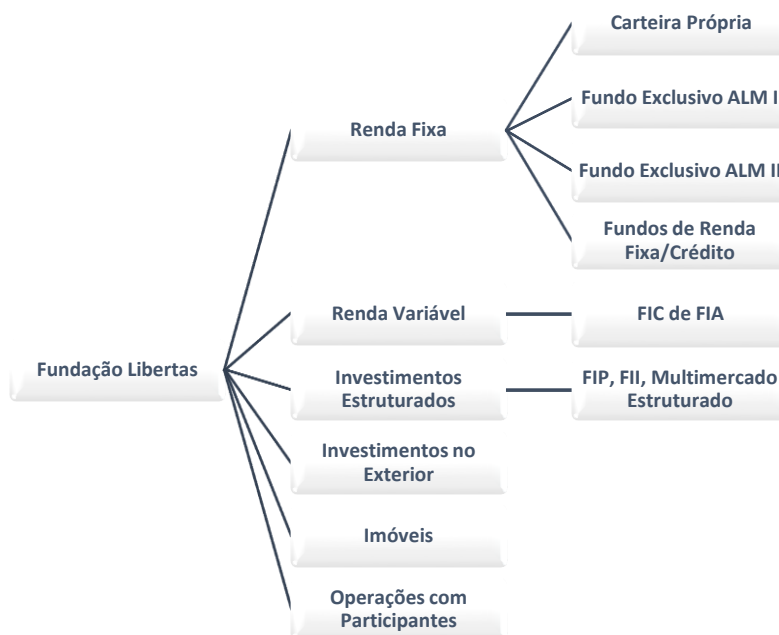 Fundação Libertas
Renda Fixa
Carteira Própria
Fundo Exclusivo ALM I
Fundo Exclusivo ALM II
Fundos de Renda
Fixa/Crédito
Renda Variável
FIC de FIA
Investimentos
Estruturados
FIP, FII, Multimercado
Estruturado
Investimentos no
Exterior
Imóveis
Operações com
Participantes